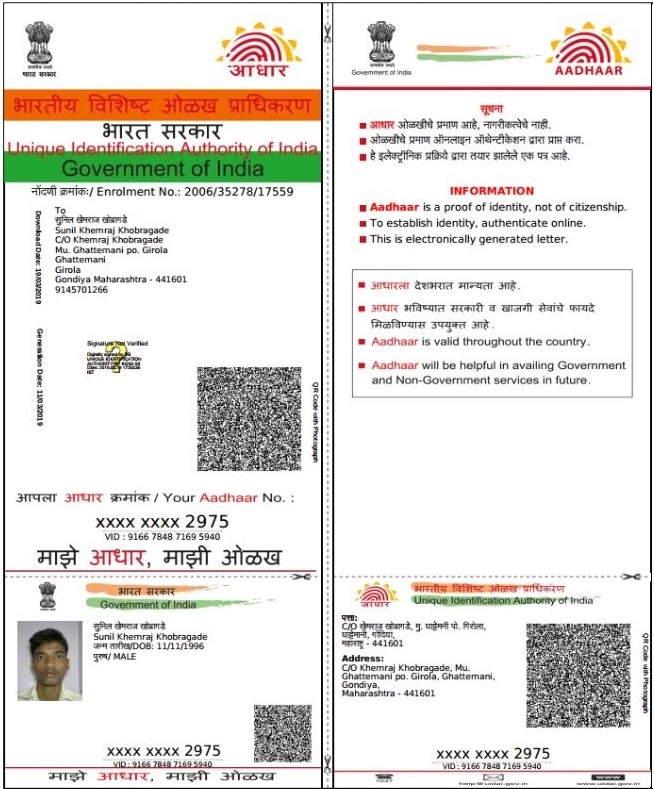 भारत सरकार
आधार
भारतीय विशिष्ट ओळख प्राधिकरण
भारत सरकार
Unique Identification Authority of India
Government of India
नोंदणी क्रमांक:/ Enrolment No.: 2006/35278/17559
Download Date: 19/03/2019
To
सुनिल खेमराज खोब्रागडे
Sunil Khemraj Khobragade
C/O Khemraj Khobragade
Mu. Ghattemani po. Girola
Ghattemani
Girola
Gondiya Maharashtra - 441601
9145701266
Generation Date: 11/03/2019
Signature Not Verified
Digitally signed by DS
UNIQUE IDENTIFICATION
IST
QR Code with Photograph
आपला आधार क्रमांक / Your Aadhaar No. :
xxxx xxxx 2975
VID : 9166 7848 7169 5940
माझे आधार, माझी ओळख
भारत सरकार
Government of India
सुनिल खेमराज खोब्रागडे
Sunil Khemraj Khobragade
जन्म तारीख/DOB: 11/11/1996
पुरुष/ MALE
xxxx xxxx 2975
VID : 9166 7848 7169 5940
माझे आधार, माझी ओळख
Government of India
AADHAAR
सूचना
आधार ओळखीचे प्रमाण आहे, नागरीकत्वेचे नाही.
ओळखीचे प्रमाण ऑनलाइन ऑथेन्टीकेशन द्वारा प्राप्त करा.
हे इलेक्ट्रॉनिक प्रक्रिये द्वारा तयार झालेले एक पत्र आहे.
INFORMATION
Aadhaar is a proof of identity, not of citizenship.
To establish identity, authenticate online.
This is electronically generated letter.
आधारला देशभरात मान्यता आहे.
आधार भविष्यात सरकारी व खाजगी सेवांचे फायदे
मिळविण्यास उपयुक्त आहे.
Aadhaar is valid throughout the country.
Aadhaar will be helpful in availing Government
and Non-Government services in future.
आधार
भारतीय विशिष्ट ओळख प्राधिकरण
Unique Identification Authority of India
पत्ता:
C/O खेमराज खोब्रागडे, मु. घाट्टेमनी पो. गिरोला,
घाट्टेमानी, गोंदिया,
महाराष्ट्र - 441601
Address:
C/O Khemraj Khobragade, Mu.
Ghattemani po. Girola, Ghattemani,
Gondiya,
Maharashtra - 441601
QR Code with Photograph
xxxx xxxx 2975
VID : 9166 7848 7169 5940
1947
help@uidai.gov.in
www.uidai.gov.in